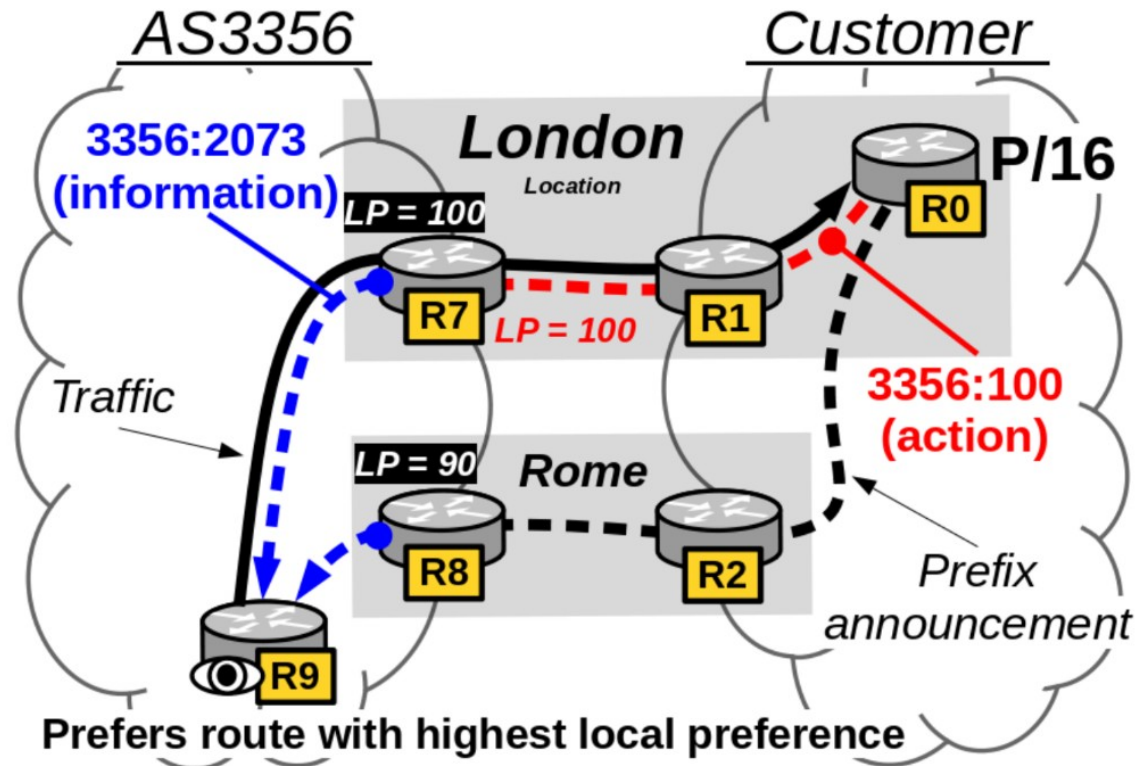 AS3356
Customer
3356:2073
(information)
London
Location
P/16
R0
LP = 100
R7
R1
LP = 100
3356:100
(action)
Traffic
LP = 90
Rome
R8
R2
Prefix
announcement
R9
Prefers route with highest local preference